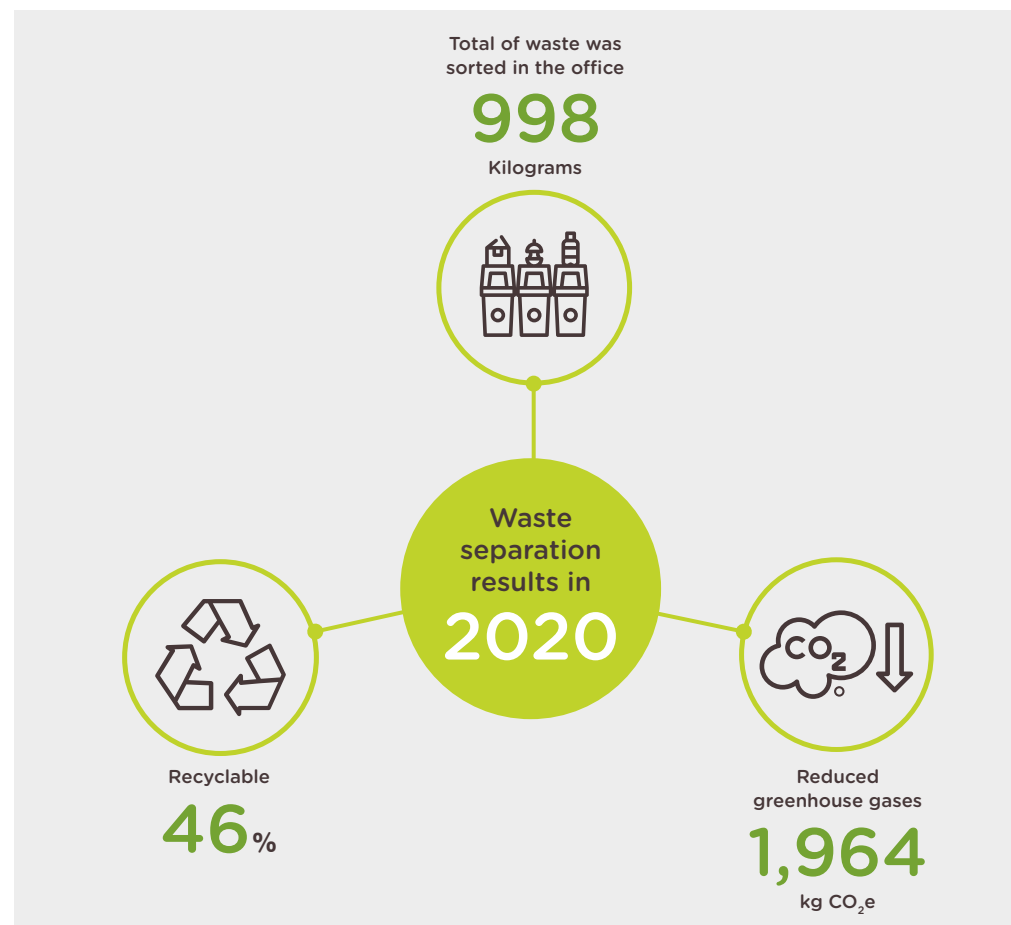 Total of waste was
sorted in the office
998
Kilograms
Waste
separation
results in
2020
Recyclable
46 %
CO₂
Reduced
greenhouse gases
1,964
kg CO₂e